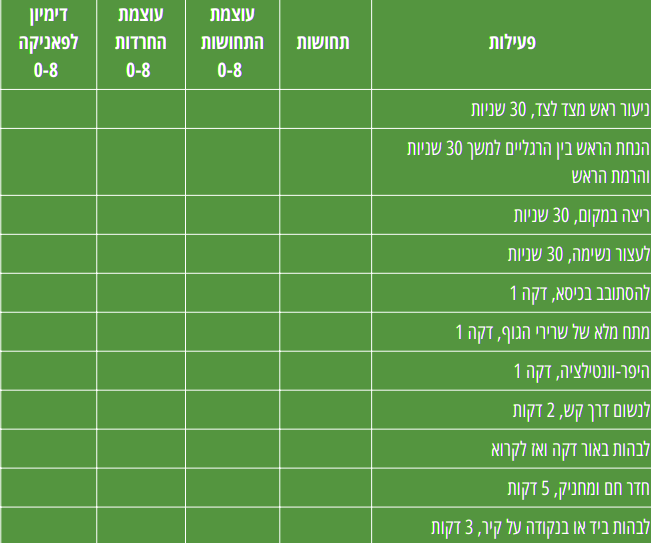 פעילות
תחושות
עוצמת
התחושות
0-8
עוצמת
החרדות
0-8
דימיון
לפאניקה
0-8
ניעור ראש מצד לצד, 30 שניות
הנחת הראש בין הרגליים למשך 30 שניות
והרמת הראש
ריצה במקום, 30 שניות
לעצור נשימה, 30 שניות
להסתובב בכיסא, דקה 1
מתח מלא של שרירי הגוף, דקה 1
היפר-וונטילציה, דקה 1
לנשום דרך קש, 2 דקות
לבהות באור דקה ואז לקרוא
חדר חם ומחניק, 5 דקות
לבהות ביד או בנקודה על קיר, 3 דקות